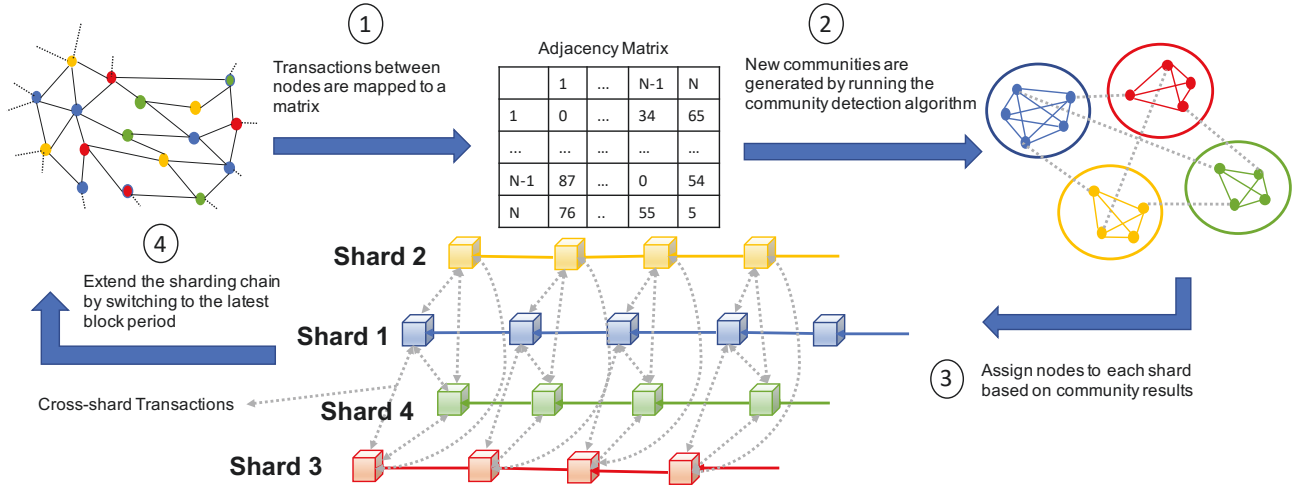 1
Transactions between
nodes are mapped to a
matrix
Adjacency Matrix
1 ... N-1 N
1 0 ... 34 65
... ... ... ...
N-1 87 ... 0 54
N 76 .. 55 5
2
New communities are
generated by running the
community detection algorithm
4
Extend the sharding chain
by switching to the latest
block period
Shard 2
Shard 1
3
Assign nodes to each shard
based on community results
Cross-shard Transactions
Shard 4
Shard 3